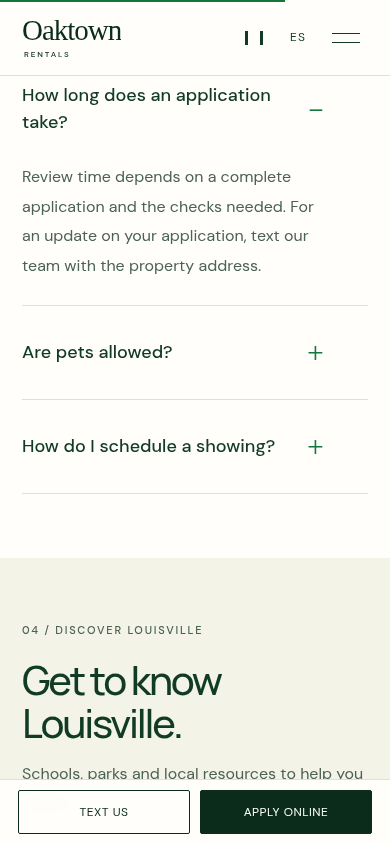 Oaktown
RENTALS
ES
How long does an application
take?
Review time depends on a complete
application and the checks needed. For
an update on your application, text our
team with the property address.
Are pets allowed?
How do I schedule a showing?
04 / DISCOVER LOUISVILLE
Get to know
Louisville.
Schools, parks and local resources to help you
TEXT US
APPLY ONLINE